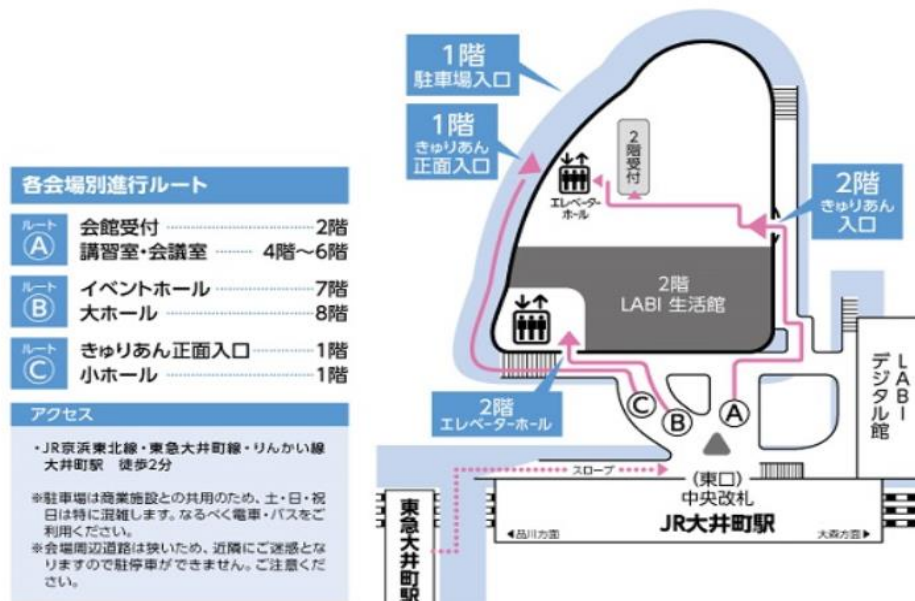 各会場別進行ルート
ルート
A
会館受付 2階
講習室・会議室 4階〜6階
ルート
B
イベントホール 7階
大ホール 8階
ルート
C
きゅりあん正面入口 1階
小ホール 1階
アクセス
・JR京浜東北線・東急大井町線・りんかい線
大井町駅 徒歩2分
※駐車場は商業施設との共用のため、土・日・祝
日は特に混雑します。なるべく電車・バスをご
利用ください。
※会場周辺道路は狭いため、近隣にご迷惑とな
りますので駐停車ができません。ご注意くだ
さい。
1階
駐車場入口
1階
きゅりあん
正面入口
2階受付
エレベーター
ホール
2階
きゅりあん
入口
2階
LABI 生活館
2階
エレベーターホール
C
B
A
LABI
デジタル館
スロープ
(東口)
中央改札
JR大井町駅
◀品川方面
大森方面▶
東急大井町駅